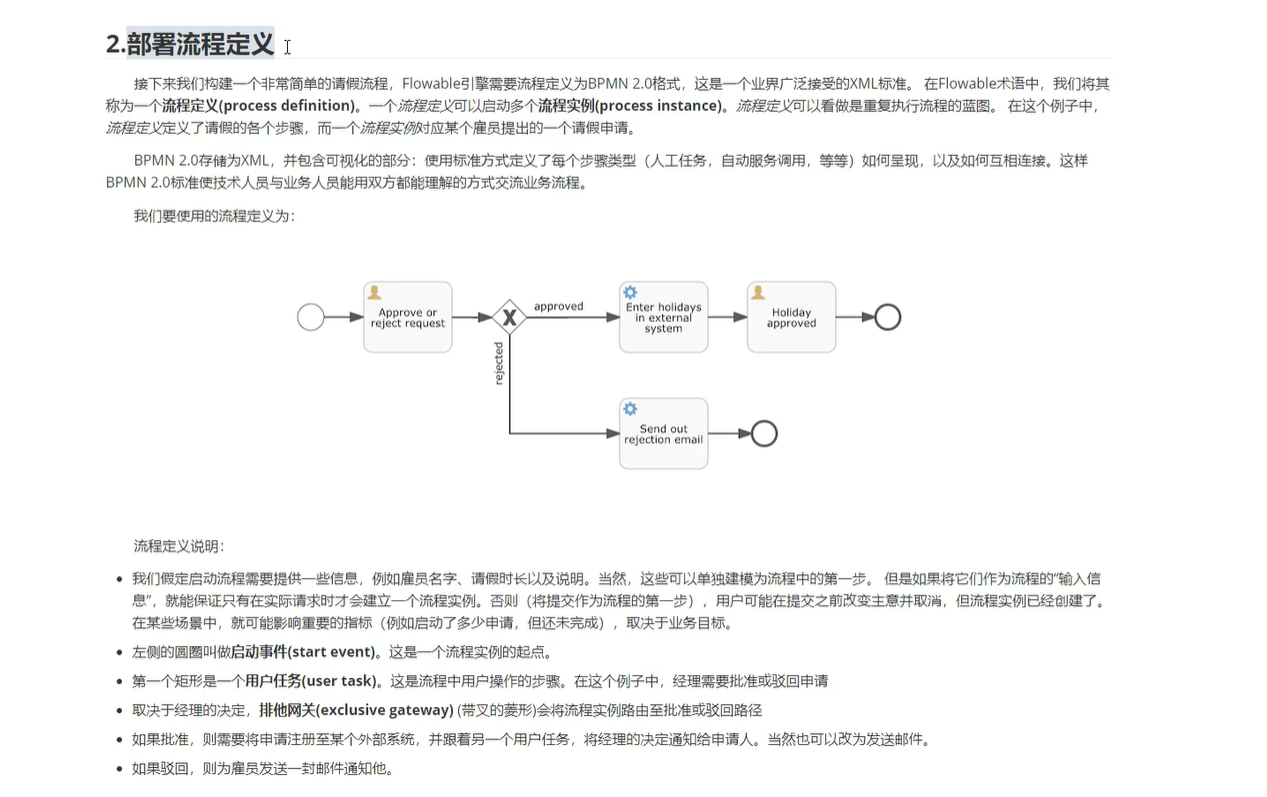 2.部署流程定义
接下来我们构建一个非常简单的请假流程，Flowable引擎需要流程定义为BPMN 2.0格式，这是一个业界广泛接受的XML标准。 在Flowable术语中，我们将其
称为一个流程定义(process definition)。一个流程定义可以启动多个流程实例(process instance)。流程定义可以看做是重复执行流程的蓝图。 在这个例子中，
流程定义定义了请假的各个步骤，而一个流程实例对应某个雇员提出的一个请假申请。
BPMN 2.0存储为XML，并包含可视化的部分：使用标准方式定义了每个步骤类型（人工任务，自动服务调用，等等）如何呈现，以及如何互相连接。这样
BPMN 2.0标准使技术人员与业务人员能用双方都能理解的方式交流业务流程。
我们要使用的流程定义为：
Approve or
reject request
X
approved
rejected
Enter holidays
in external
system
Holiday
approved
Send out
rejection email
流程定义说明：
• 我们假定启动流程需要提供一些信息，例如雇员名字、请假时长以及说明。当然，这些可以单独建模为流程中的第一步。 但是如果将它们作为流程的“输入信
息”，就能保证只有在实际请求时才会建立一个流程实例。否则（将提交作为流程的第一步），用户可能在提交之前改变主意并取消，但流程实例已经创建了。
在某些场景中，就可能影响重要的指标（例如启动了多少申请，但还未完成），取决于业务目标。
• 左侧的圆圈叫做启动事件(start event)。这是一个流程实例的起点。
• 第一个矩形是一个用户任务(user task)。这是流程中用户操作的步骤。在这个例子中，经理需要批准或驳回申请
• 取决于经理的决定，排他网关(exclusive gateway) (带叉的菱形)会将流程实例路由至批准或驳回路径
• 如果批准，则需要将申请注册至某个外部系统，并跟着另一个用户任务，将经理的决定通知给申请人。当然也可以改为发送邮件。
• 如果驳回，则为雇员发送一封邮件通知他。